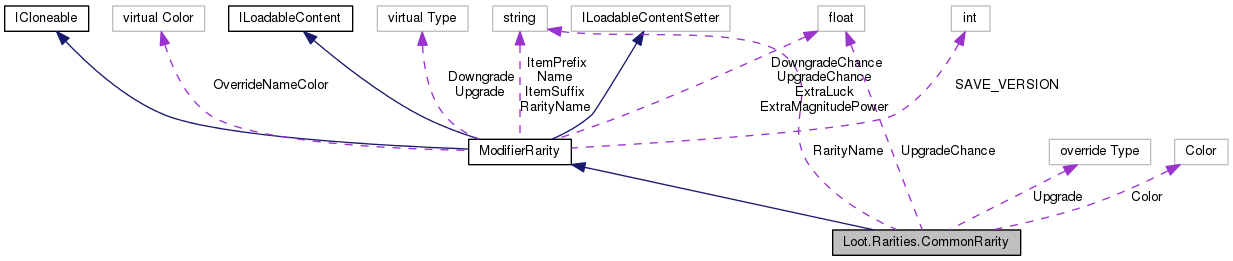 ICloneable
virtual Color
ILoadableContent
virtual Type
string
ILoadableContentSetter
float
int
OverrideNameColor
Downgrade
Upgrade
ItemPrefix
Name
ItemSuffix
RarityName
DowngradeChance
UpgradeChance
ExtraLuck
ExtraMagnitudePower
SAVE_VERSION
ModifierRarity
RarityName
UpgradeChance
override Type
Color
Upgrade
Color
Loot.Rarities.CommonRarity